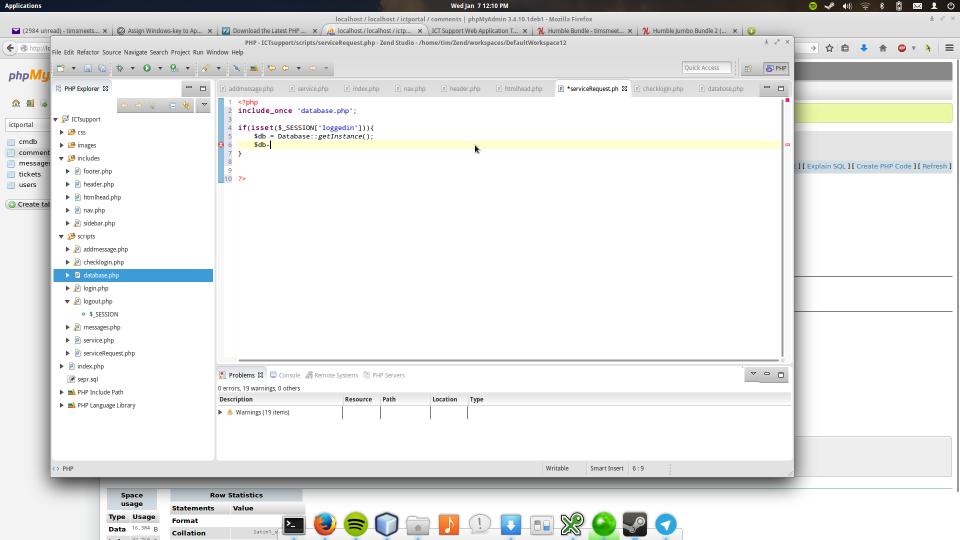 Applications
Wed Jan 7 12:10 PM
localhost / localhost / ictportal / comments | phpMyAdmin 3.4.10.1deb1 - Mozilla Firefox
(2984 unread) - timsmeets...
Assign Windows-key to Ap...
Download the Latest PHP ...
localhost / localhost / ictp...
ICT Support Web Application T...
Humble Bundle - timsmeet...
Humble Jumbo Bundle 2 (...
PHP - ICTsupport/scripts/serviceRequest.php - Zend Studio - /home/tim/Zend/workspaces/DefaultWorkspace12
File Edit Refactor Source Navigate Search Project Run Window Help
Quick Access
PHP
phpMy
ictportal
cmdb
comment
messages
tickets
users
Create tab
PHP Explorer
ICTsupport
css
images
includes
footer.php
header.php
htmlhead.php
nav.php
sidebar.php
scripts
addmessage.php
checklogin.php
database.php
login.php
logout.php
$_SESSION
messages.php
service.php
serviceRequest.php
index.php
sepr.sql
PHP Include Path
PHP Language Library
addmessage.ph
service.php
index.php
nav.php
header.php
htmlhead.php
*serviceRequest.ph
checklogin.php
database.php
1 <?php
2 include_once 'database.php';
3
4 if(isset($_SESSION['loggedin'])){
5 $db = Database::getInstance();
6 $db-
7 }
8
9
10 ?>
Problems
Console
Remote Systems
PHP Servers
0 errors, 19 warnings, 0 others
Description Resource Path Location Type
Warnings (19 items)
PHP
Writable
Smart Insert
6 : 9
] [ Explain SQL ] [ Create PHP Code ] [ Refresh ]
Space usage
Type Usage
Data 16,384 B
Row Statistics
Statements Value
Format
Collation